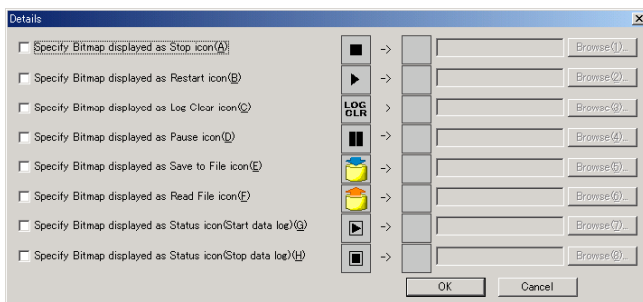 Details
Specify Bitmap displayed as Stop icon(A) -> Browse(1)...
Specify Bitmap displayed as Restart icon(B) -> Browse(2)...
Specify Bitmap displayed as Log Clear icon(C) LOG CLR > Browse(3)...
Specify Bitmap displayed as Pause icon(D) -> Browse(4)...
Specify Bitmap displayed as Save to File icon(E) -> Browse(5)...
Specify Bitmap displayed as Read File icon(F) -> Browse(6)...
Specify Bitmap displayed as Status icon(Start data log)(G) -> Browse(7)...
Specify Bitmap displayed as Status icon(Stop data log)(H) -> Browse(8)...
OK Cancel